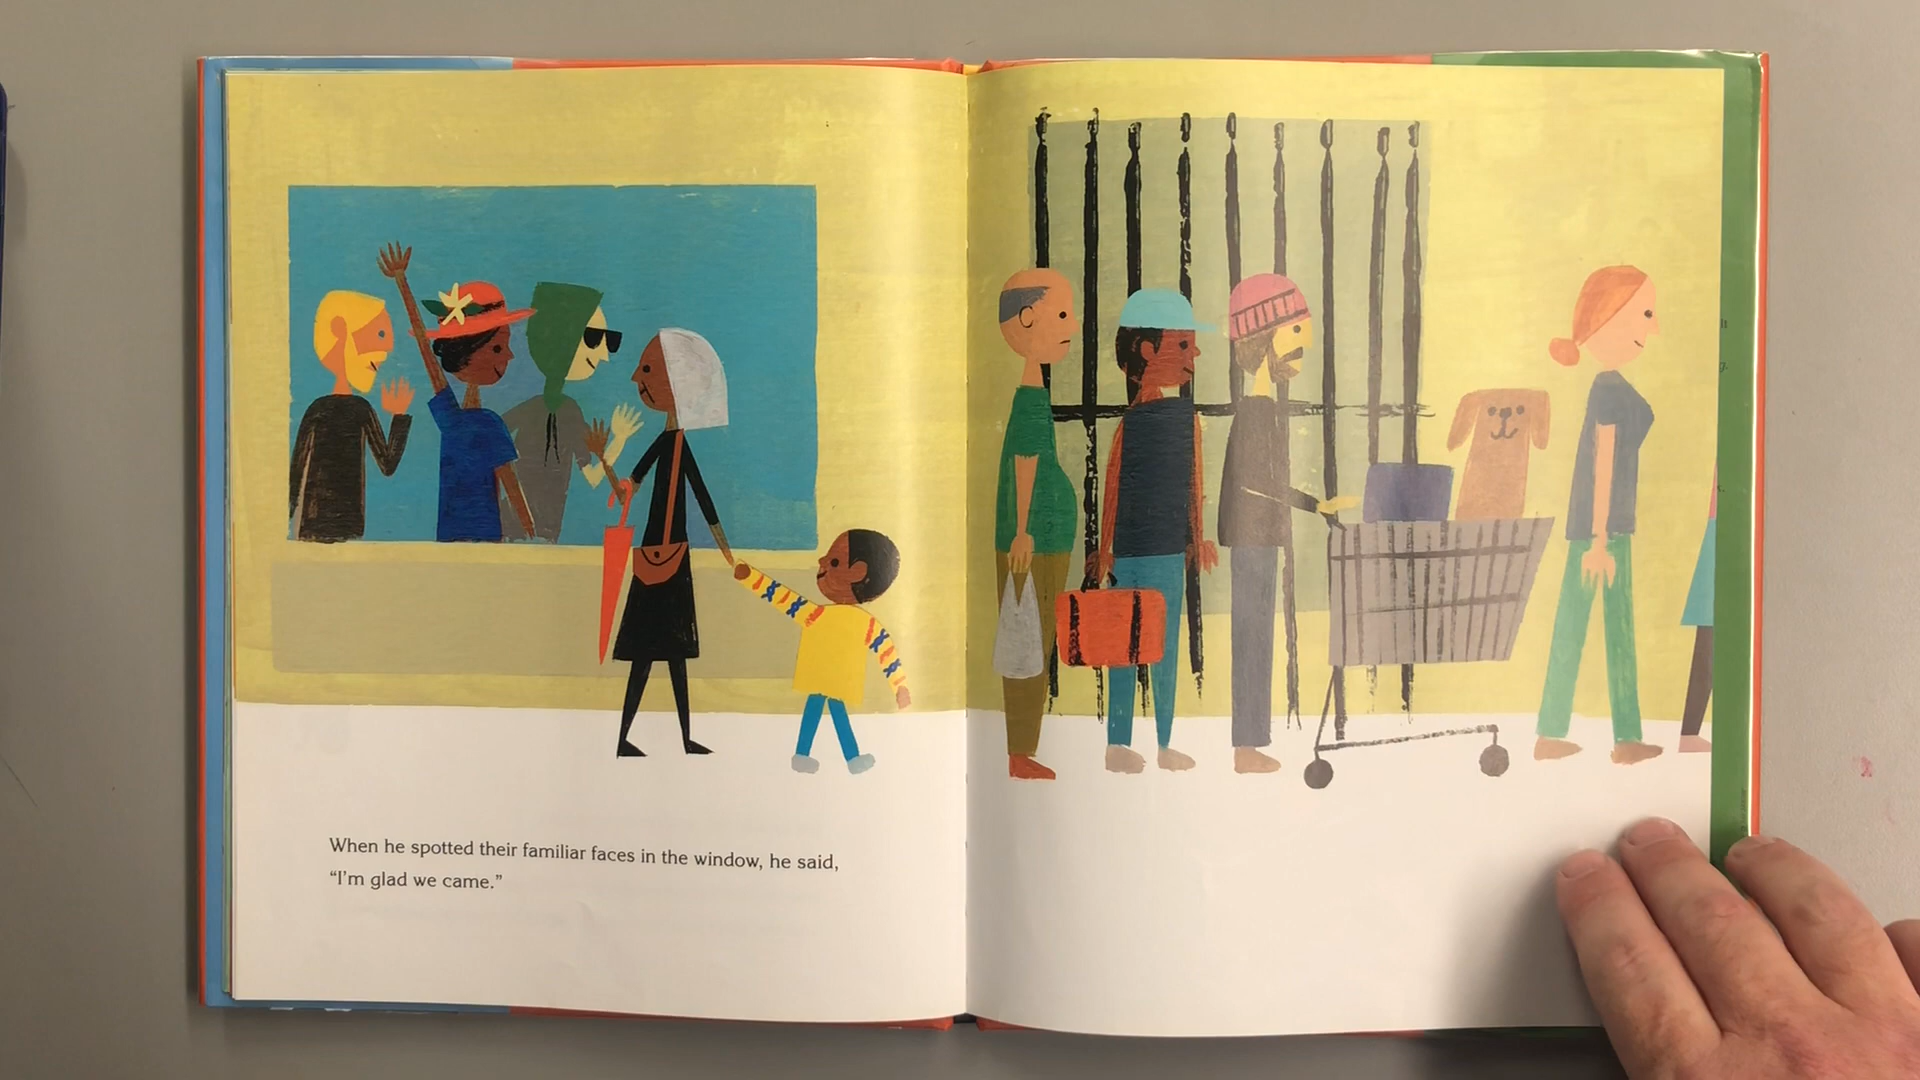 When he spotted their familiar faces in the window, he said,
“I’m glad we came.”